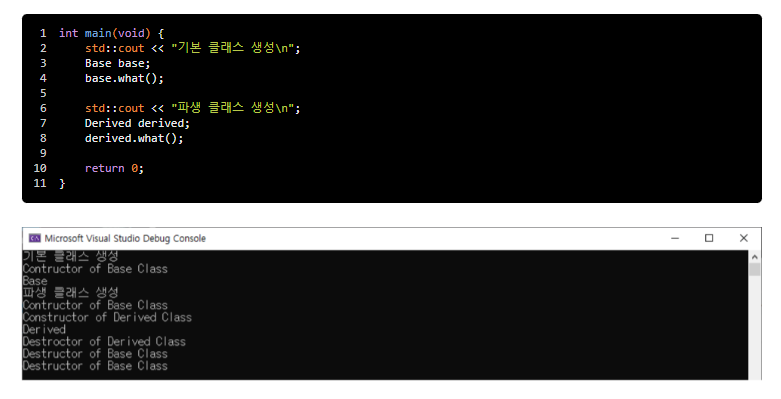 1 int main(void) {
2     std::cout << "기본 클래스 생성\n";
3     Base base;
4     base.what();
5
6     std::cout << "파생 클래스 생성\n";
7     Derived derived;
8     derived.what();
9
10     return 0;
11 }
Microsoft Visual Studio Debug Console
기본 클래스 생성
Contructor of Base Class
Base
파생 클래스 생성
Contructor of Base Class
Constructor of Derived Class
Derived
Destroctor of Derived Class
Destructor of Base Class
Destructor of Base Class